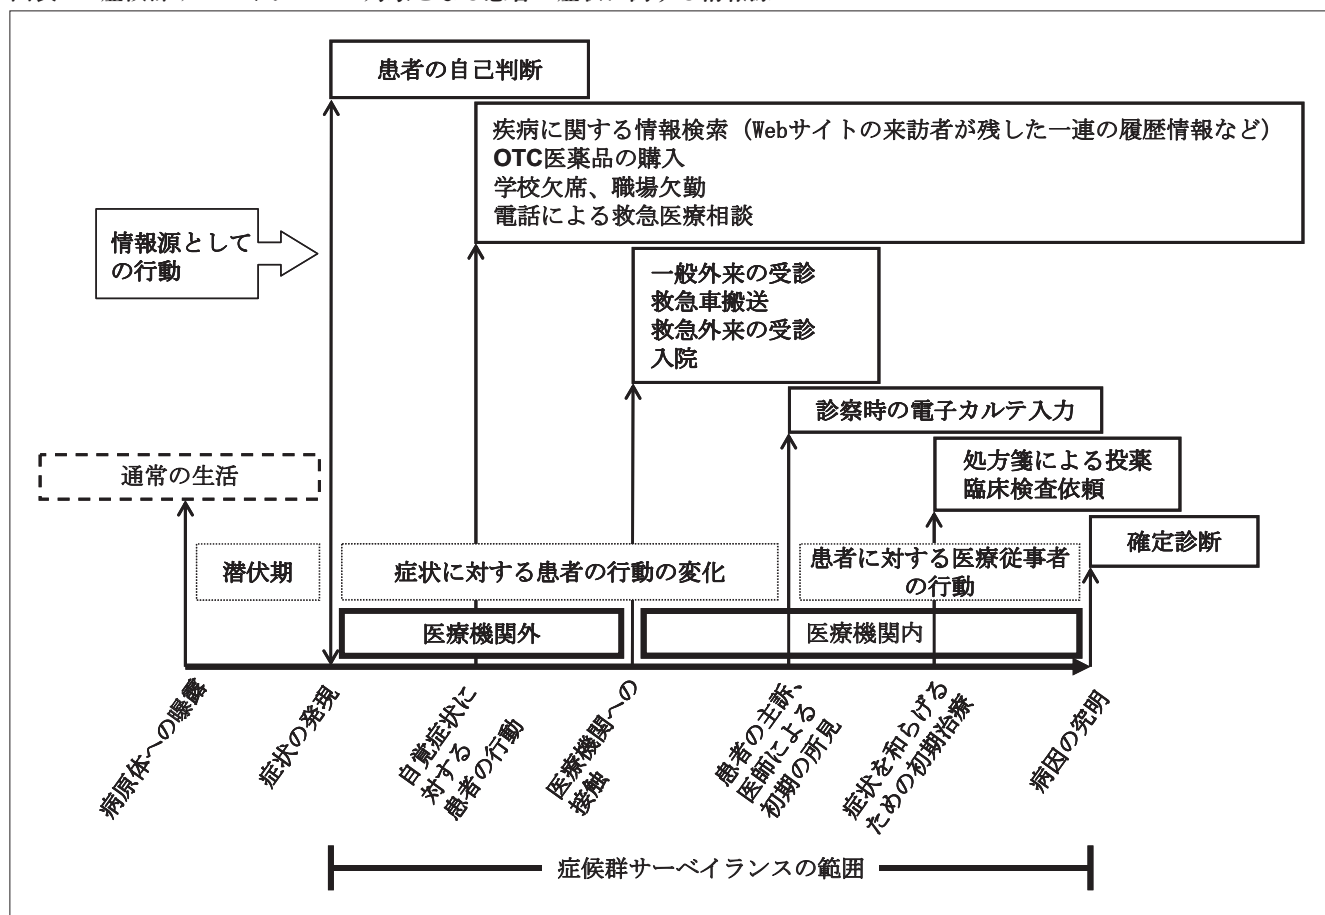 患者の自己判断
疾病に関する情報検索（Webサイトの来訪者が残した一連の履歴情報など）
OTC医薬品の購入
学校欠席、職場欠勤
電話による救急医療相談
情報源として
の行動
一般外来の受診
救急車搬送
救急外来の受診
入院
診察時の電子カルテ入力
通常の生活
処方箋による投薬
臨床検査依頼
確定診断
潜伏期
症状に対する患者の行動の変化
患者に対する医療従事者
の行動
医療機関外
医療機関内
病原体への曝露
症状の発現
自覚症状に
対する
患者の行動
医療機関への
接触
患者の主訴、
医師による
初期の所見
症状を和らげる
ための初期治療
病因の究明
症候群サーベイランスの範囲